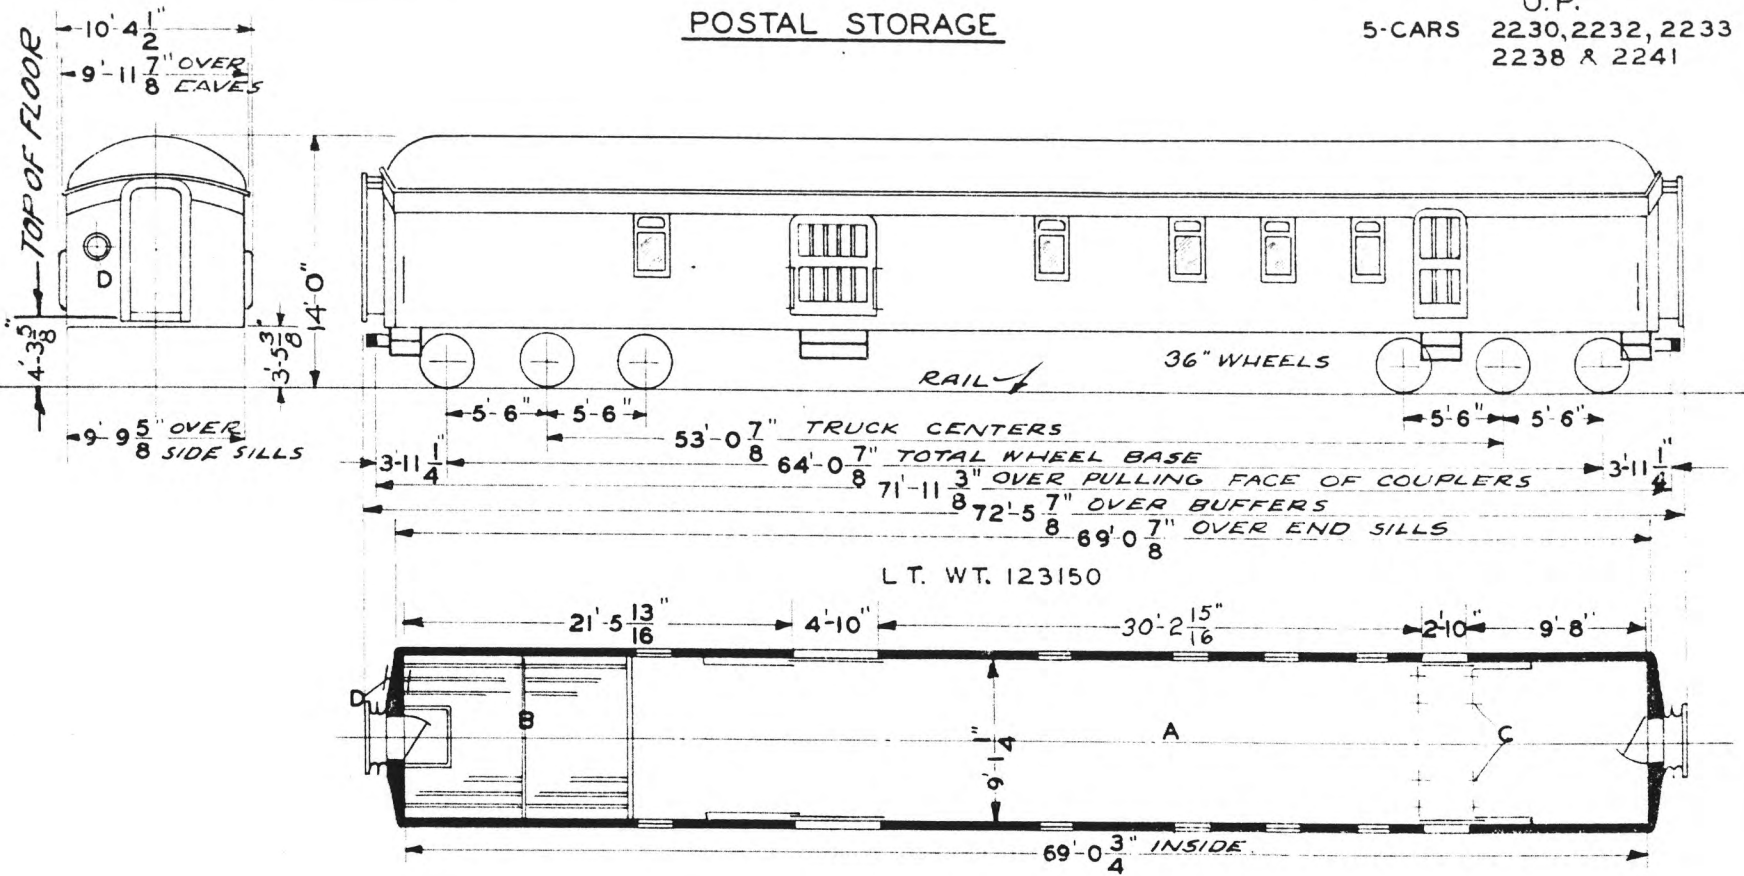 POSTAL STORAGE
U.P.
5-CARS 2230, 2232, 2233
2238 & 2241
10'-4 1/2"
9'-11 7/8" OVER
EAVES
TOP OF FLOOR
D
14'-0"
4'-3 5/8"
3'-5 3/8"
9'-9 5/8" OVER
SIDE SILLS
36" WHEELS
RAIL
5'-6" 5'-6" 5'-6" 5'-6"
53'-0 7/8" TRUCK CENTERS
3'-11 1/4" 64'-0 7/8" TOTAL WHEEL BASE 3'-11 1/4"
71'-11 3/8" OVER PULLING FACE OF COUPLERS
72'-5 7/8" OVER BUFFERS
69'-0 7/8" OVER END SILLS
LT. WT. 123150
21'-5 13/16" 4'-10" 30'-2 15/16" 2'-10" 9'-8"
D
B
A
C
9'-1 1/4"
69'-0 3/4" INSIDE